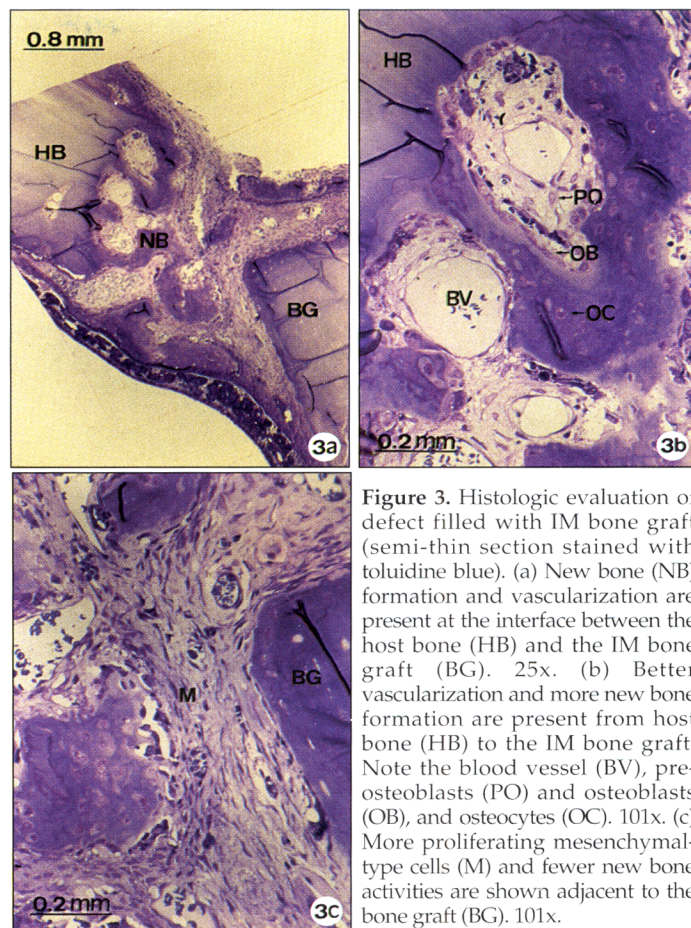 0.8 mm
HB
NB
BG
3a
HB
PO
OB
BV
OC
0.2 mm
3b
M
BG
0.2 mm
3c
Figure 3. Histologic evaluation of
defect filled with IM bone graft
(semi-thin section stained with
toluidine blue). (a) New bone (NB)
formation and vascularization are
present at the interface between the
host bone (HB) and the IM bone
graft (BG). 25x. (b) Better
vascularization and more new bone
formation are present from host
bone (HB) to the IM bone graft.
Note the blood vessel (BV), pre-
osteoblasts (PO) and osteoblasts
(OB), and osteocytes (OC). 101x. (c)
More proliferating mesenchymal-
type cells (M) and fewer new bone
activities are shown adjacent to the
bone graft (BG). 101x.